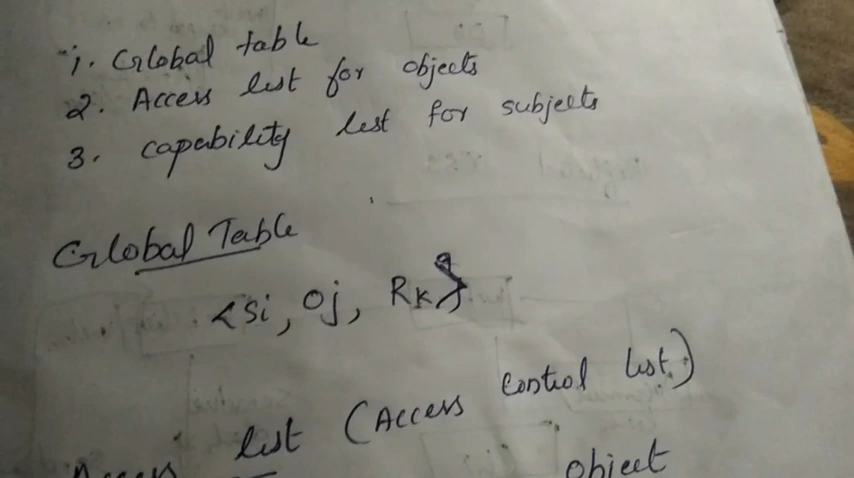 1. Global table
2. Access list for objects
3. capability list for subjects
Global Table
<Si, Oj, Rk>
Access list (Access control list)
object